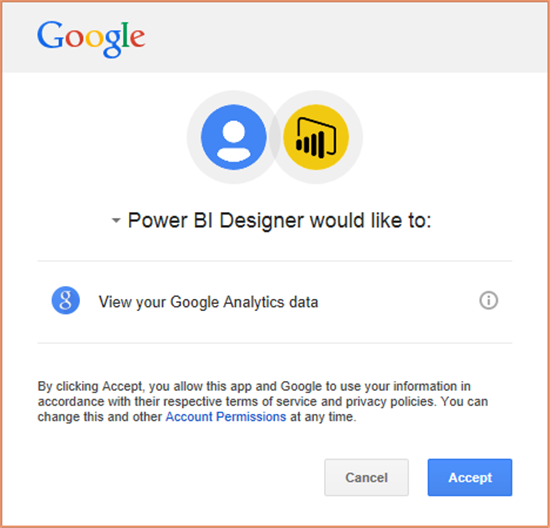 Google
Power BI Designer would like to:
g
View your Google Analytics data
i
By clicking Accept, you allow this app and Google to use your information in
accordance with their respective terms of service and privacy policies. You can
change this and other Account Permissions at any time.
Cancel
Accept